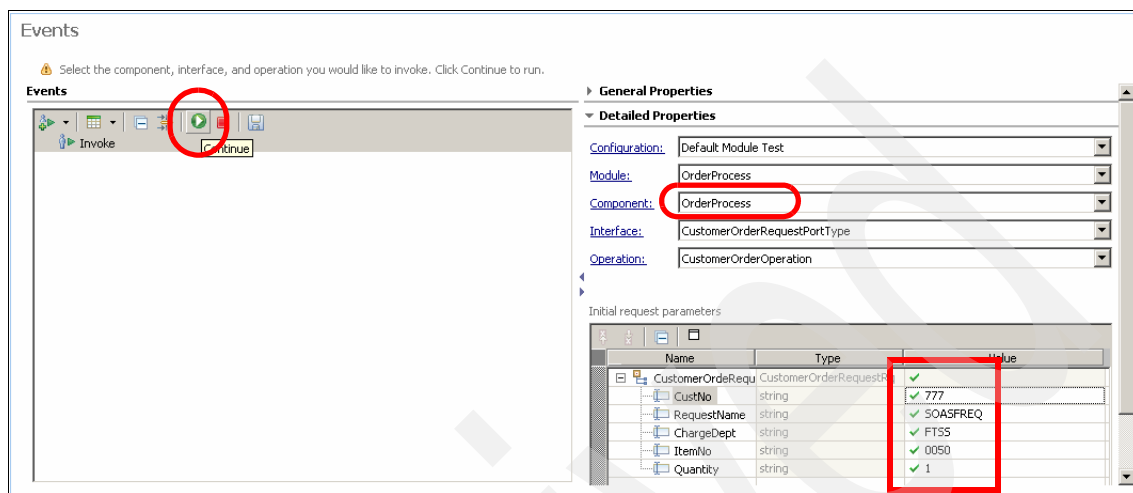 Events
Select the component, interface, and operation you would like to invoke. Click Continue to run.
Events
Invoke
Continue
General Properties
Detailed Properties
Configuration: Default Module Test
Module: OrderProcess
Component: OrderProcess
Interface: CustomerOrderRequestPortType
Operation: CustomerOrderOperation
Initial request parameters
Name Type Value
CustomerOrdeRequ CustomerOrderRequestRq
CustNo string 777
RequestName string SOASFREQ
ChargeDept string FTSS
ItemNo string 0050
Quantity string 1